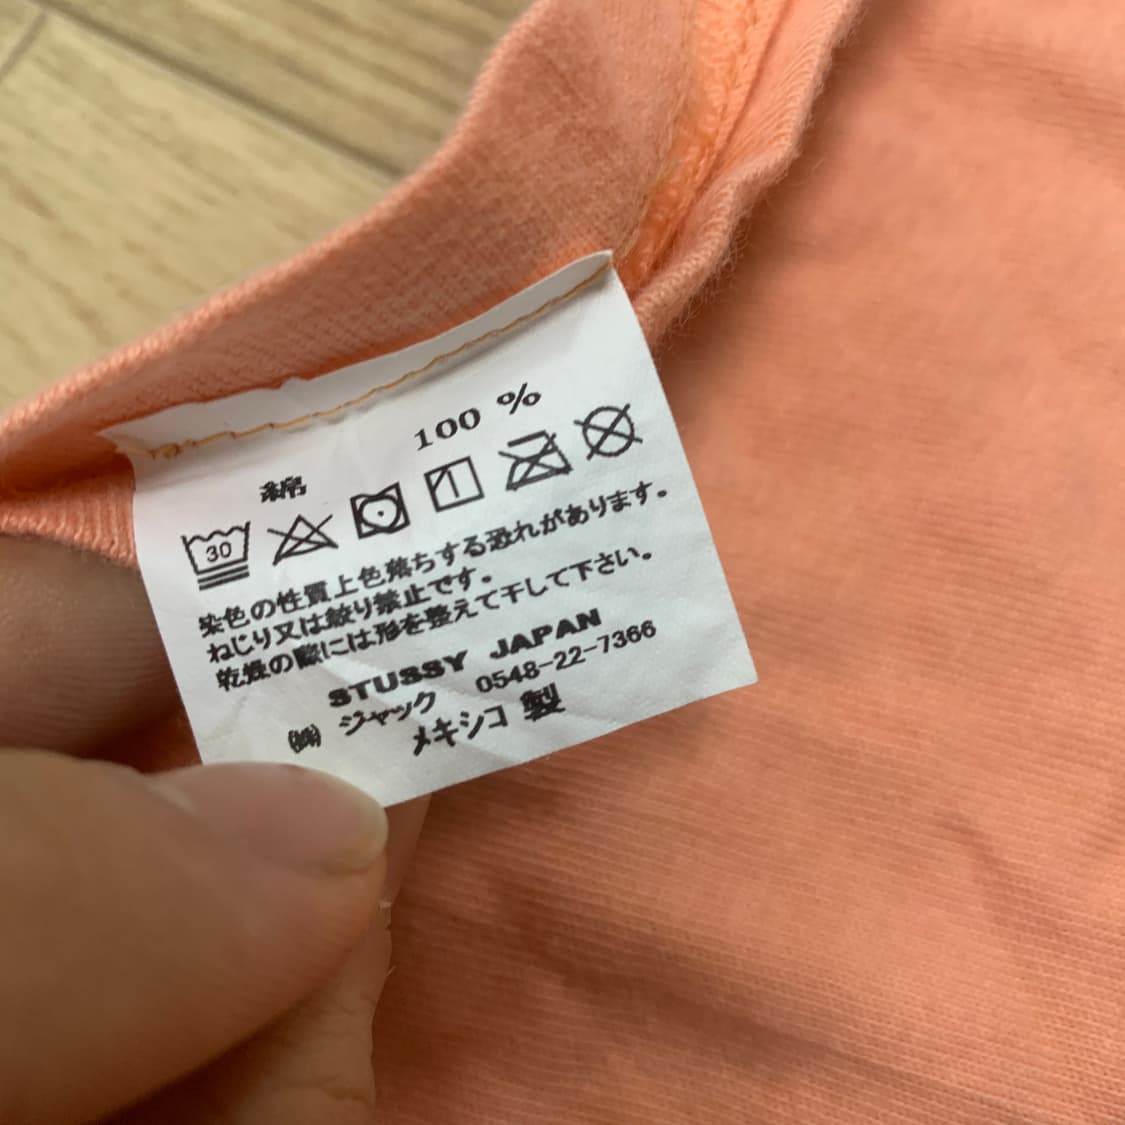 綿 100 %
30
染色の性質上色落ちする恐れがあります。
ねじり又は絞り禁止です。
乾燥の際には形を整えて干して下さい。
STUSSY JAPAN
㈱ ジャック 0548-22-7366
メキシコ 製